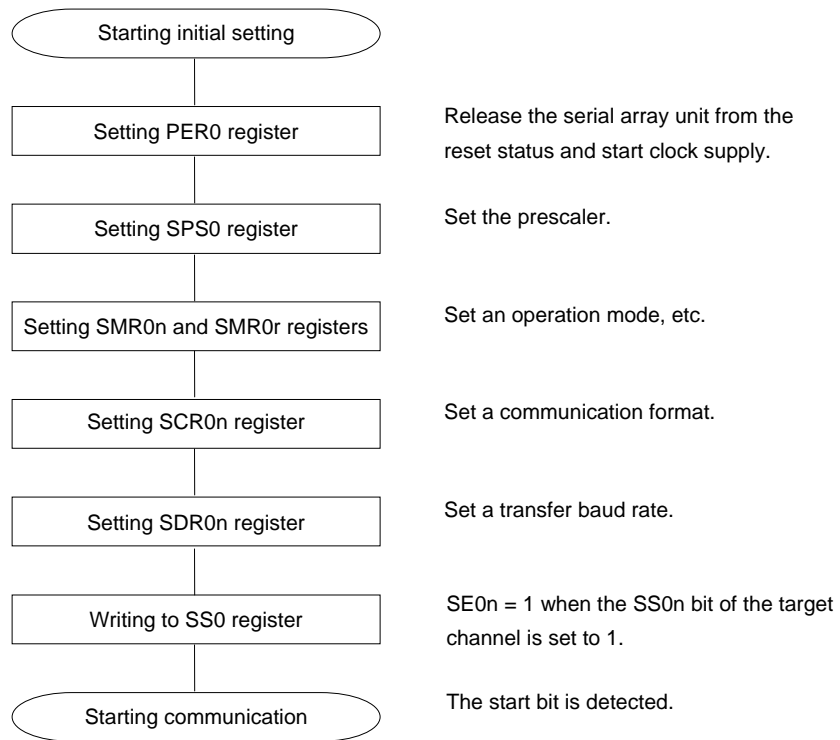 Starting initial setting
Setting PER0 register
Release the serial array unit from the
reset status and start clock supply.
Setting SPS0 register
Set the prescaler.
Setting SMR0n and SMR0r registers
Set an operation mode, etc.
Setting SCR0n register
Set a communication format.
Setting SDR0n register
Set a transfer baud rate.
Writing to SS0 register
SE0n = 1 when the SS0n bit of the target
channel is set to 1.
Starting communication
The start bit is detected.